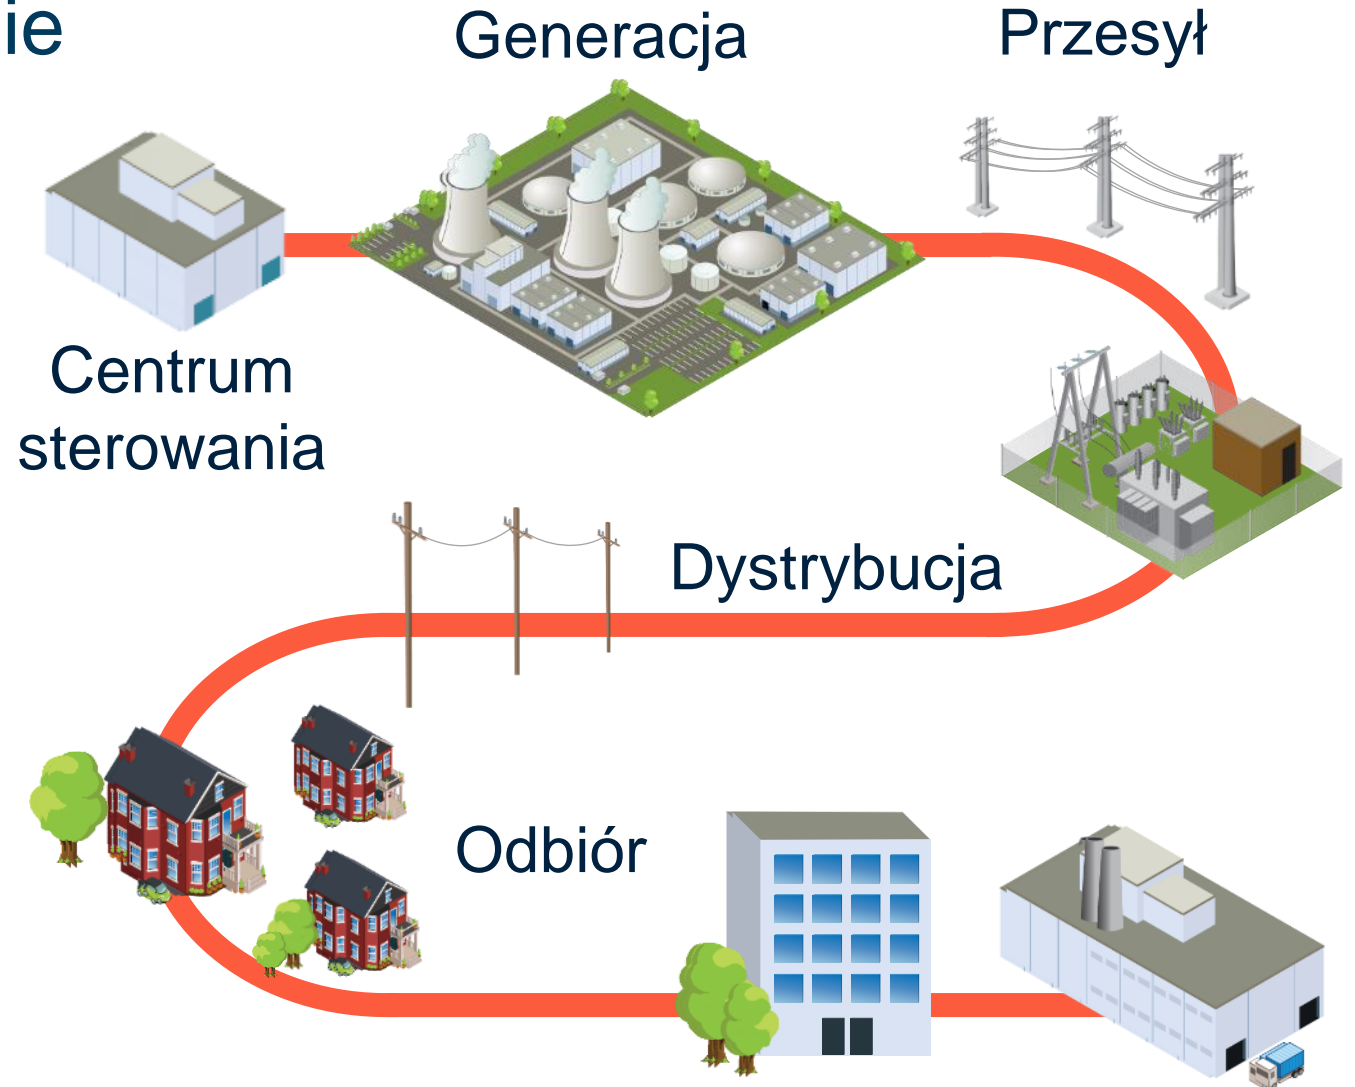 ie
Generacja
Przesył
Centrum
sterowania
Dystrybucja
Odbiór